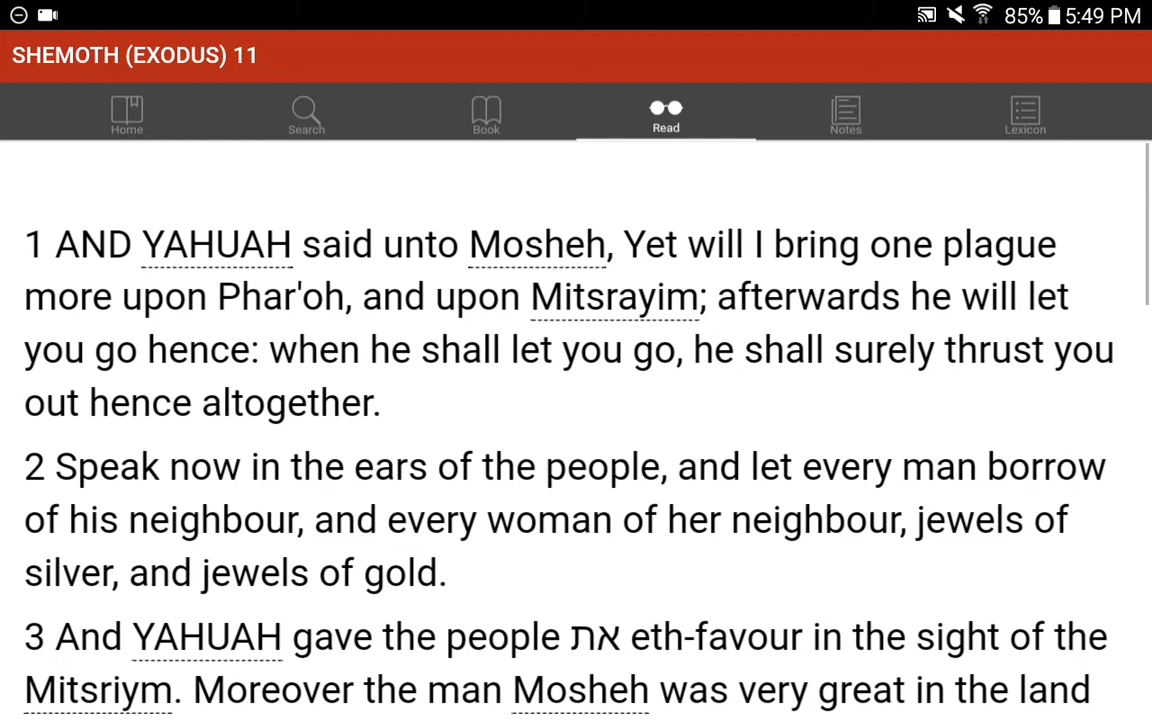 85% 5:49 PM
SHEMOTH (EXODUS) 11
Home Search Book Read Notes Lexicon
1 AND YAHUAH said unto Mosheh, Yet will I bring one plague
more upon Phar'oh, and upon Mitsrayim; afterwards he will let
you go hence: when he shall let you go, he shall surely thrust you
out hence altogether.
2 Speak now in the ears of the people, and let every man borrow
of his neighbour, and every woman of her neighbour, jewels of
silver, and jewels of gold.
3 And YAHUAH gave the people את eth-favour in the sight of the
Mitsriym. Moreover the man Mosheh was very great in the land